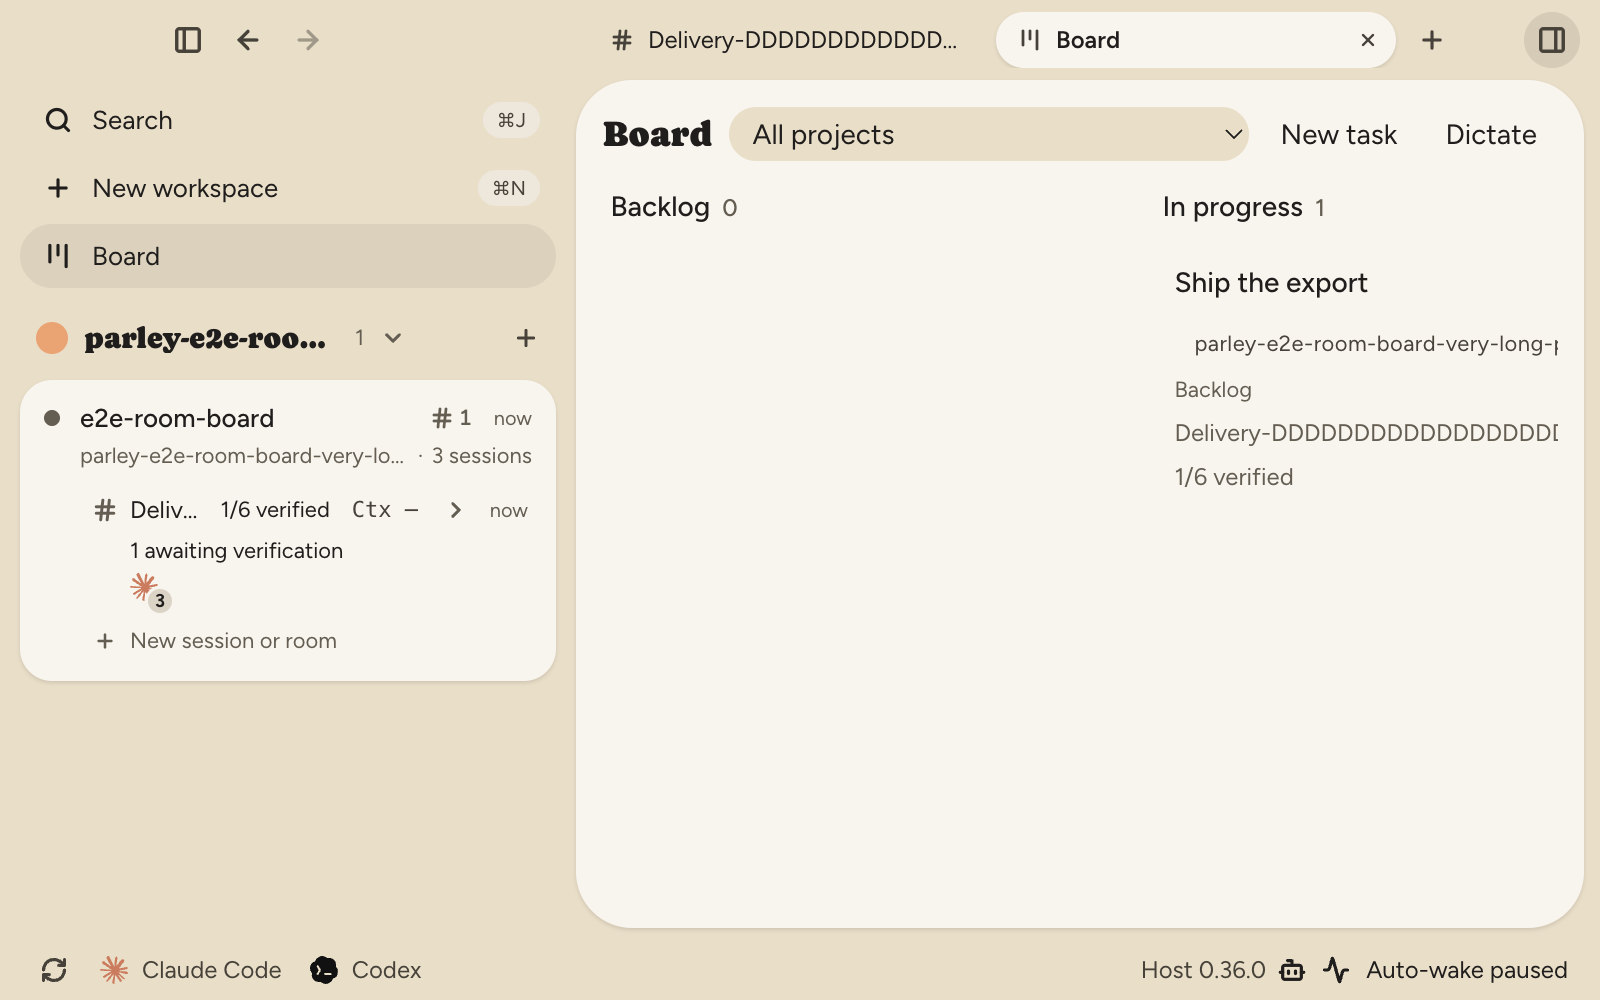 Delivery-DDDDDDDDDDDD...
Board
Search ⌘J
New workspace ⌘N
Board
parley-e2e-roo... 1
e2e-room-board # 1 now
parley-e2e-room-board-very-lo... · 3 sessions
Deliv... 1/6 verified Ctx – now
1 awaiting verification
3
New session or room
Board All projects New task Dictate
Backlog 0
In progress 1
Ship the export
parley-e2e-room-board-very-long-p
Backlog
Delivery-DDDDDDDDDDDDDDDDDD
1/6 verified
Claude Code Codex
Host 0.36.0 Auto-wake paused